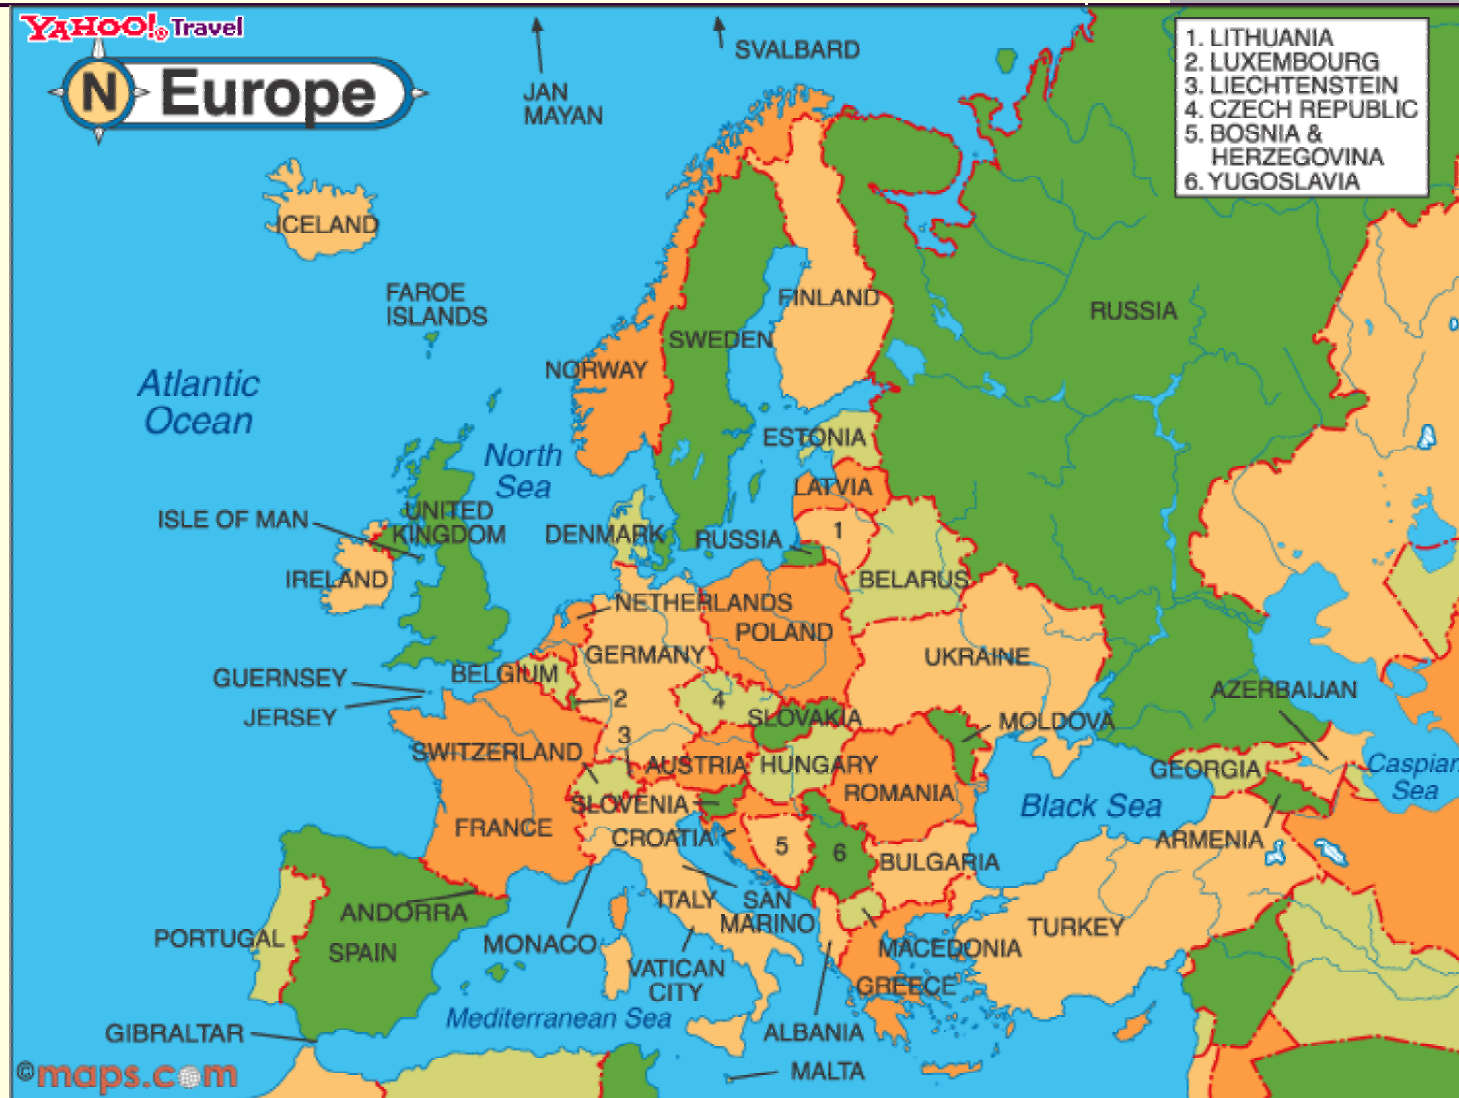 YAHOO!® Travel
N Europe
JAN
MAYAN
SVALBARD
1. LITHUANIA
2. LUXEMBOURG
3. LIECHTENSTEIN
4. CZECH REPUBLIC
5. BOSNIA &
HERZEGOVINA
6. YUGOSLAVIA
ICELAND
FAROE
ISLANDS
FINLAND
RUSSIA
SWEDEN
NORWAY
Atlantic
Ocean
North
Sea
ESTONIA
LATVIA
ISLE OF MAN
UNITED
KINGDOM
DENMARK
RUSSIA
1
IRELAND
BELARUS
NETHERLANDS
POLAND
GERMANY
UKRAINE
GUERNSEY
BELGIUM
JERSEY
2
4
SLOVAKIA
MOLDOVA
AZERBAIJAN
3
SWITZERLAND
AUSTRIA
HUNGARY
GEORGIA
Caspian
Sea
ROMANIA
Black Sea
SLOVENIA
FRANCE
CROATIA
5
6
BULGARIA
ARMENIA
ANDORRA
ITALY
SAN
MARINO
TURKEY
PORTUGAL
SPAIN
MONACO
MACEDONIA
VATICAN
CITY
GREECE
Mediterranean Sea
GIBRALTAR
ALBANIA
MALTA
©maps.com